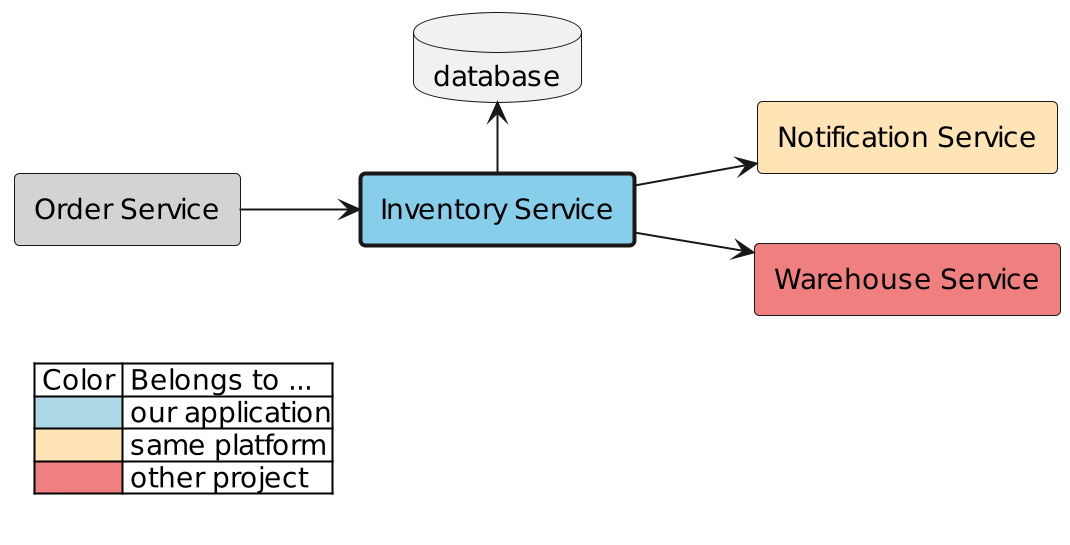 database
Notification Service
Order Service
Inventory Service
Warehouse Service
Color Belongs to ...
our application
same platform
other project